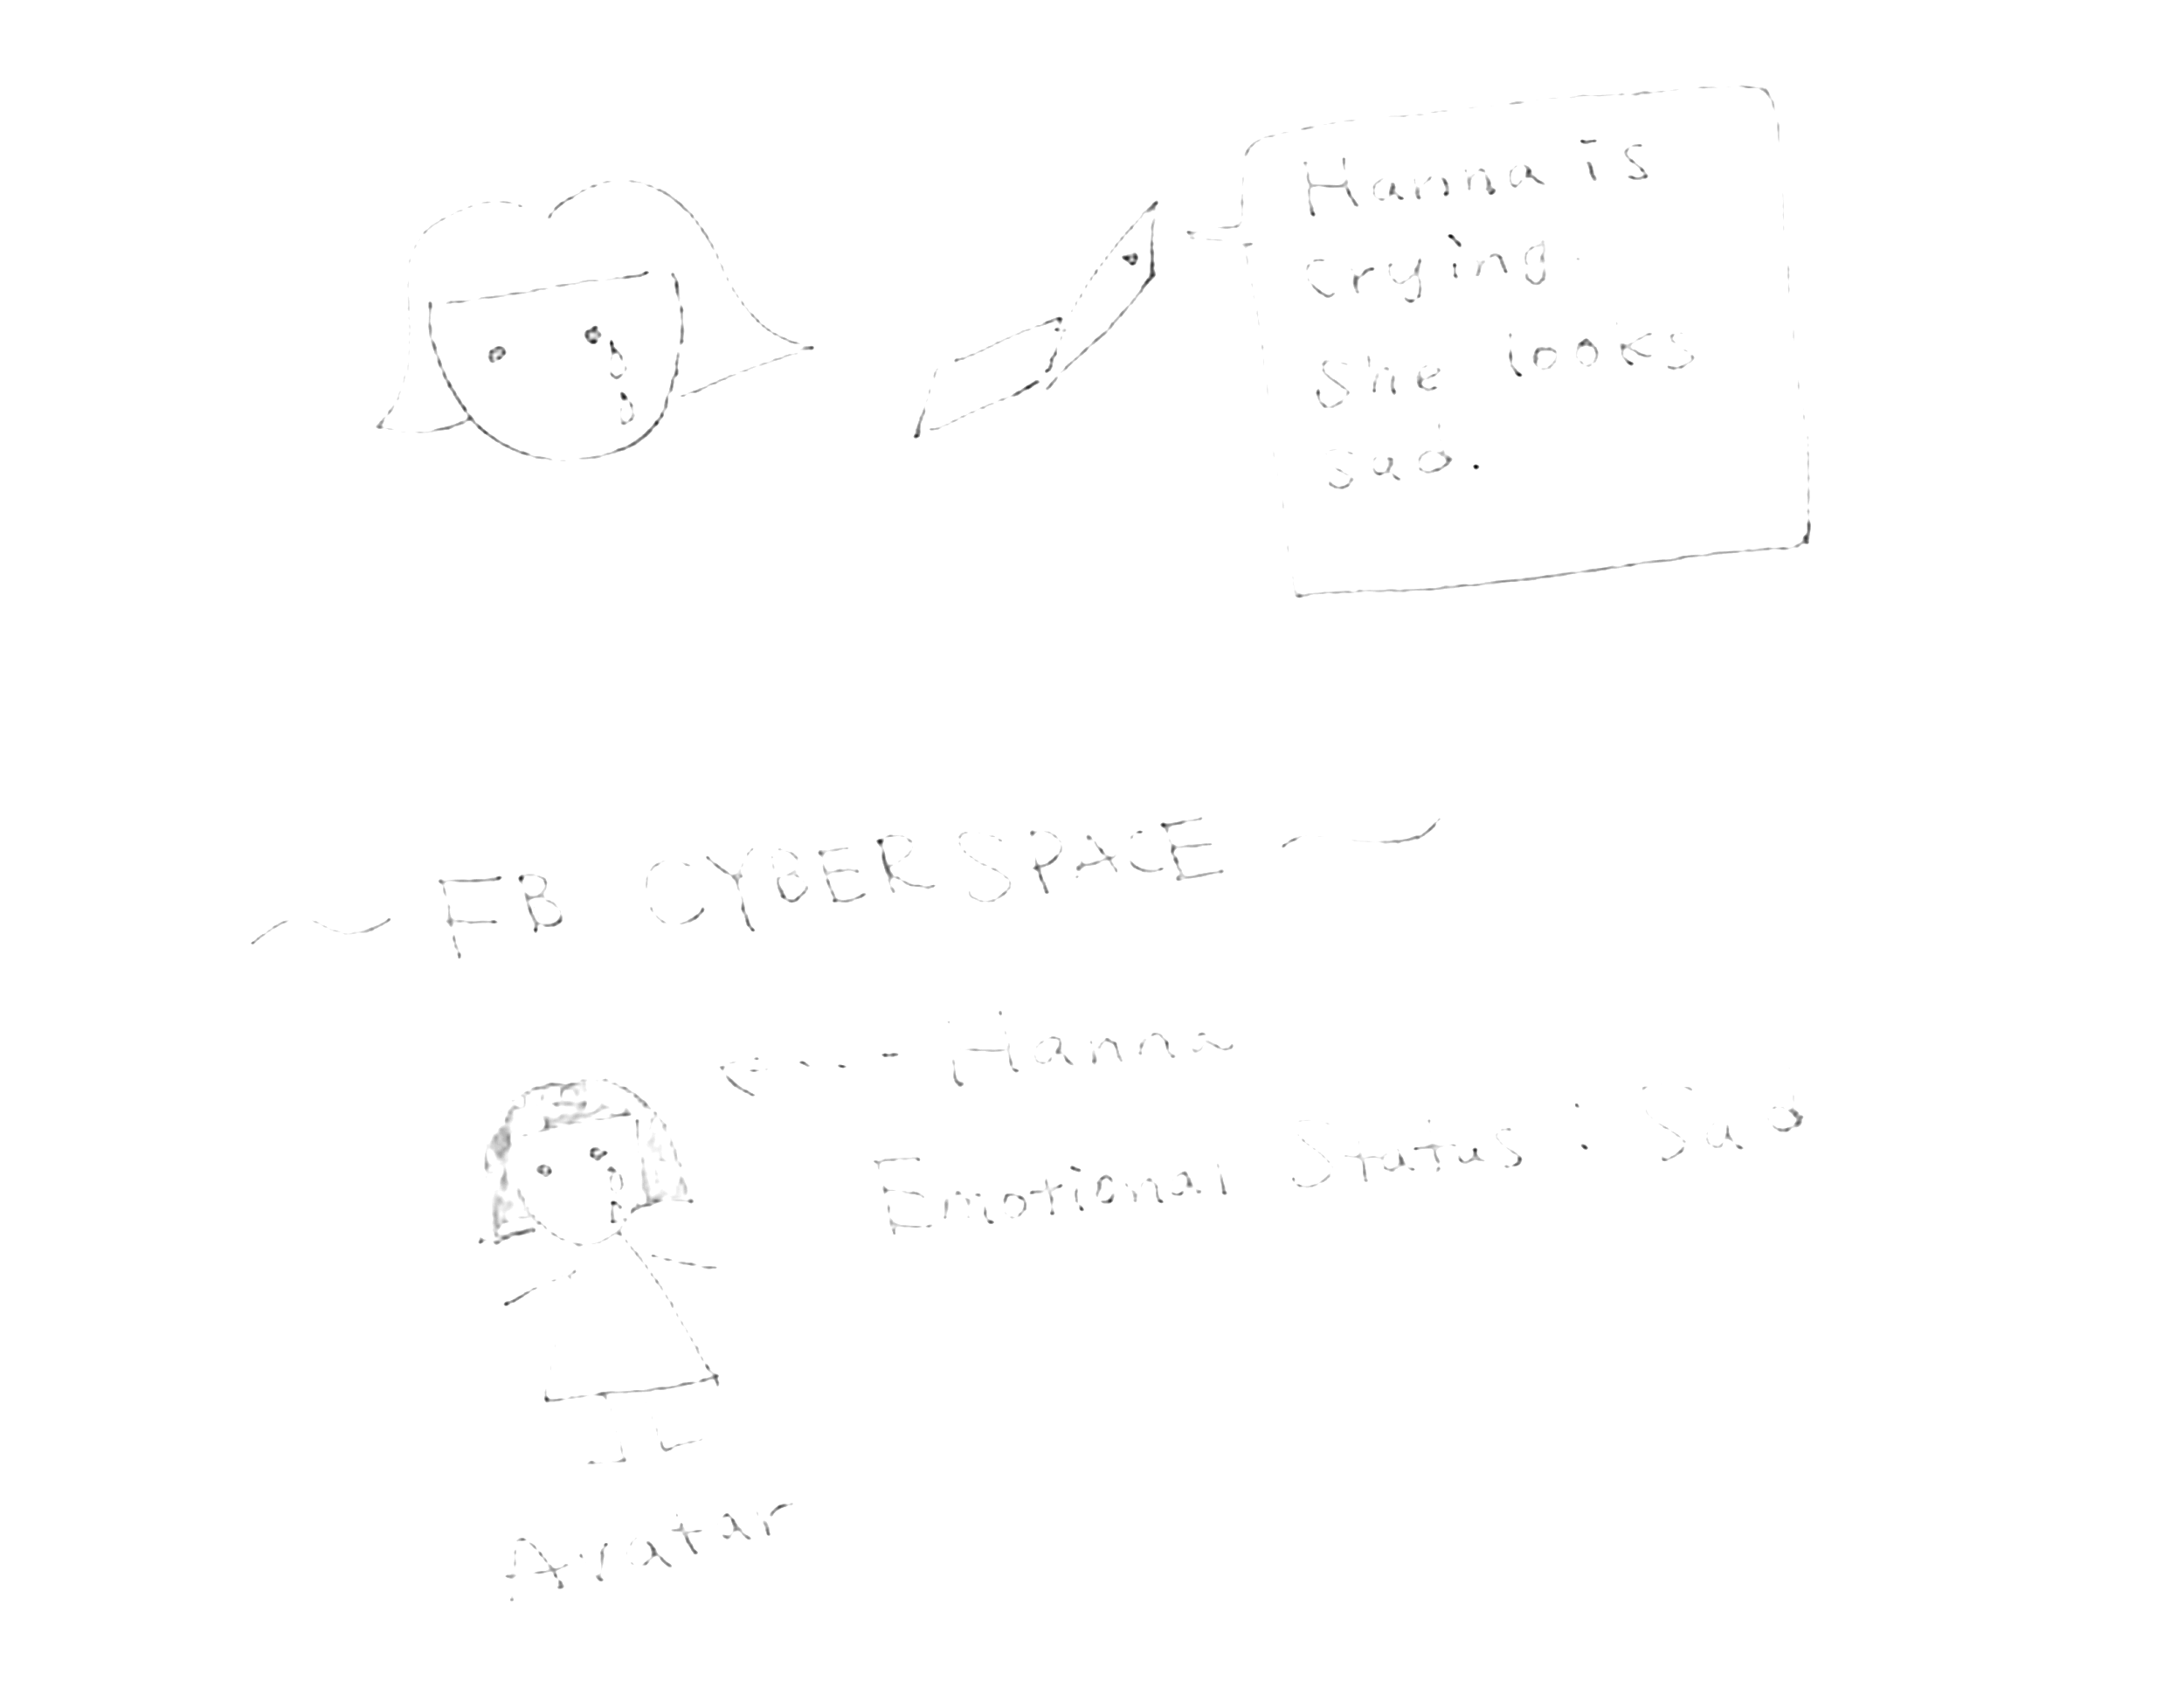 Hanna is
crying.
She looks
sad.
~ FB CYBERSPACE ~
Hanna
Emotional Status : Sad
Avatar